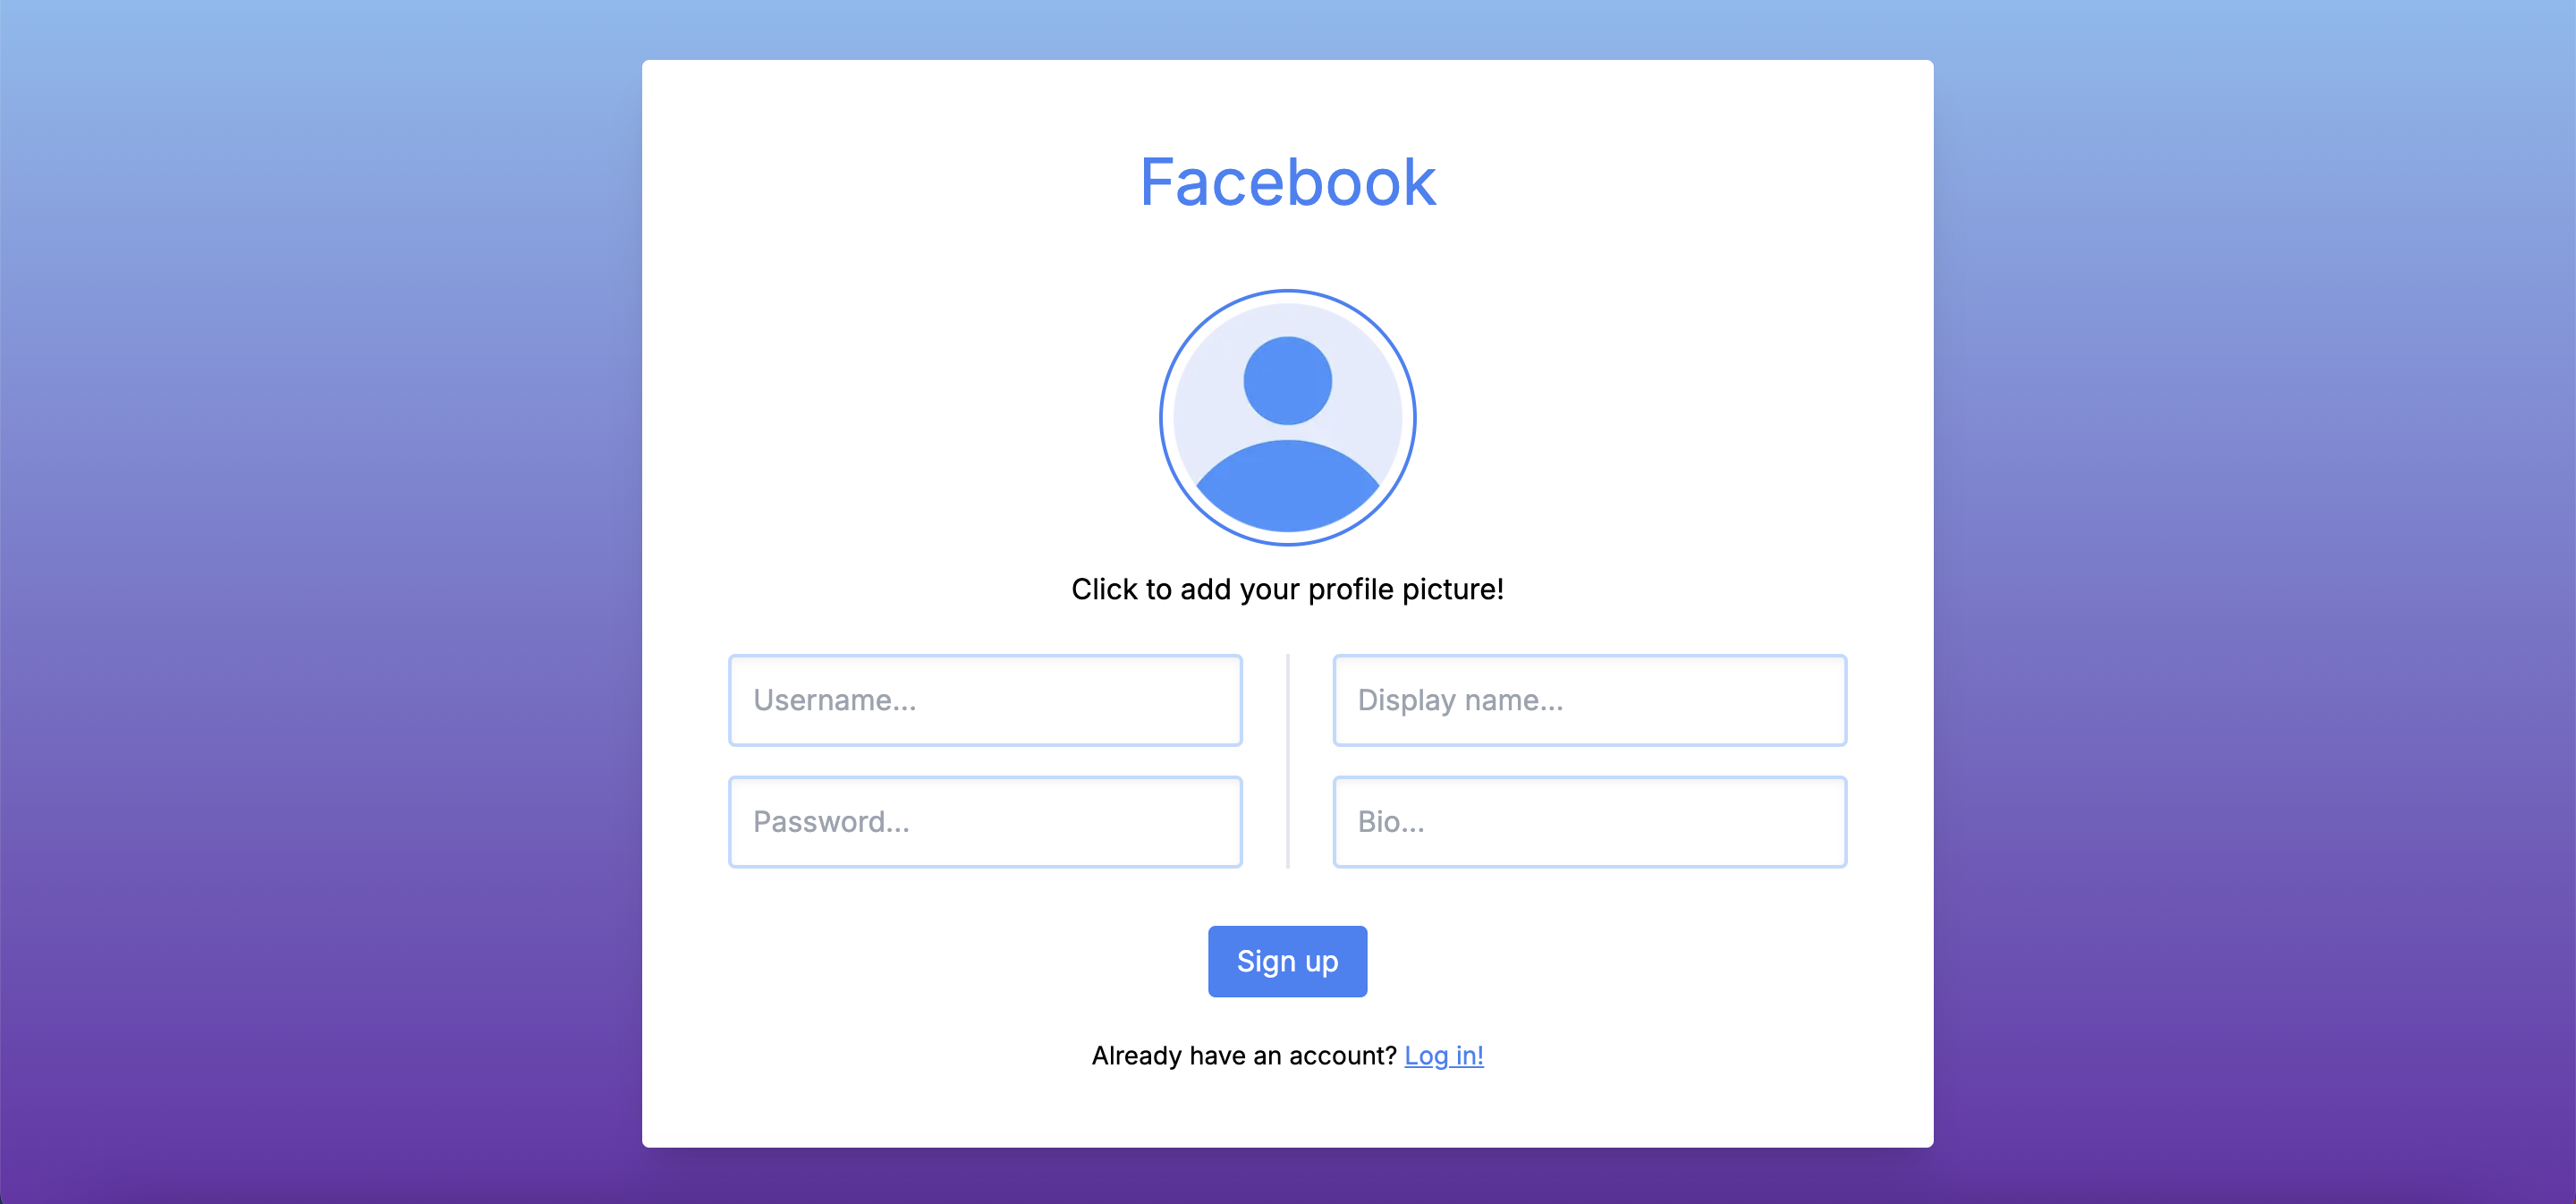 Facebook
Click to add your profile picture!
Username...
Display name...
Password...
Bio...
Sign up
Already have an account? Log in!